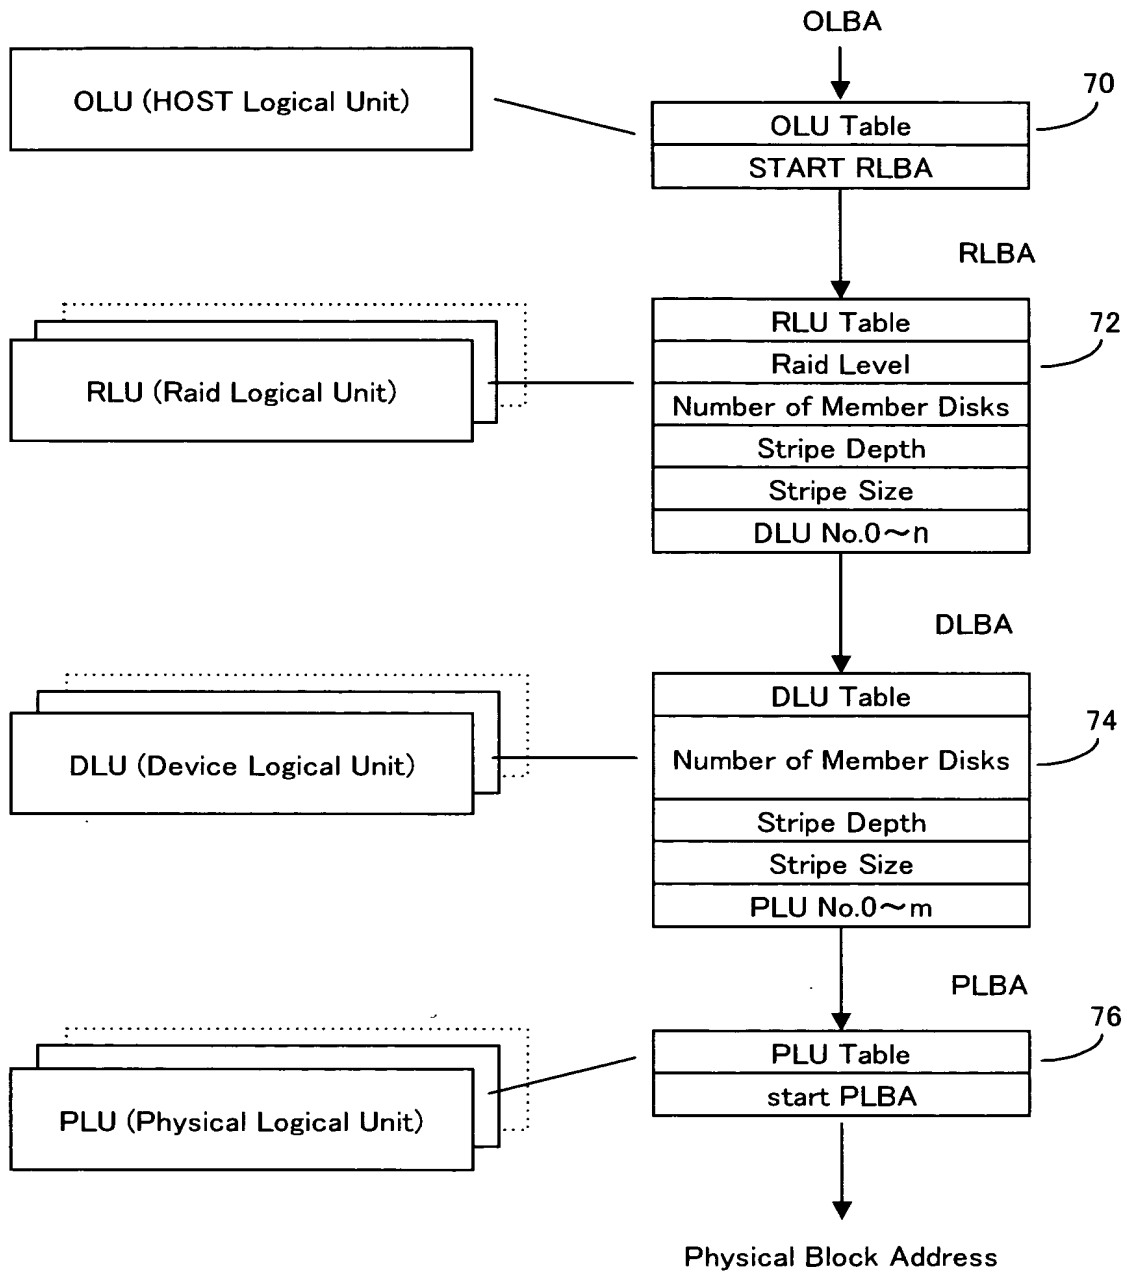 OLBA
OLU (HOST Logical Unit)
70
OLU Table
START RLBA
RLBA
RLU (Raid Logical Unit)
72
RLU Table
Raid Level
Number of Member Disks
Stripe Depth
Stripe Size
DLU No.0~n
DLBA
DLU (Device Logical Unit)
74
DLU Table
Number of Member Disks
Stripe Depth
Stripe Size
PLU No.0~m
PLBA
PLU (Physical Logical Unit)
76
PLU Table
start PLBA
Physical Block Address